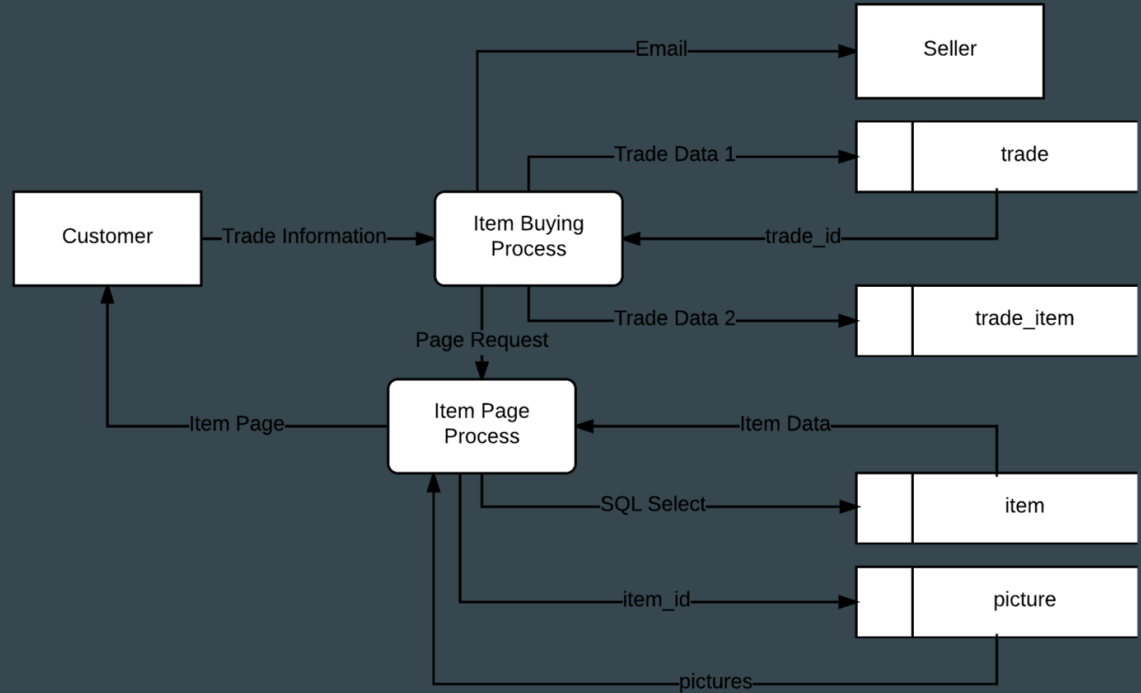 Email
Seller
Trade Data 1
trade
Customer
Trade Information
Item Buying
Process
trade_id
Trade Data 2
trade_item
Page Request
Item Page
Process
Item Page
Item Data
SQL Select
item
item_id
picture
pictures